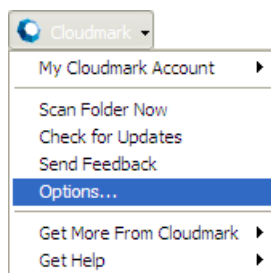 Cloudmark
My Cloudmark Account
Scan Folder Now
Check for Updates
Send Feedback
Options...
Get More From Cloudmark
Get Help